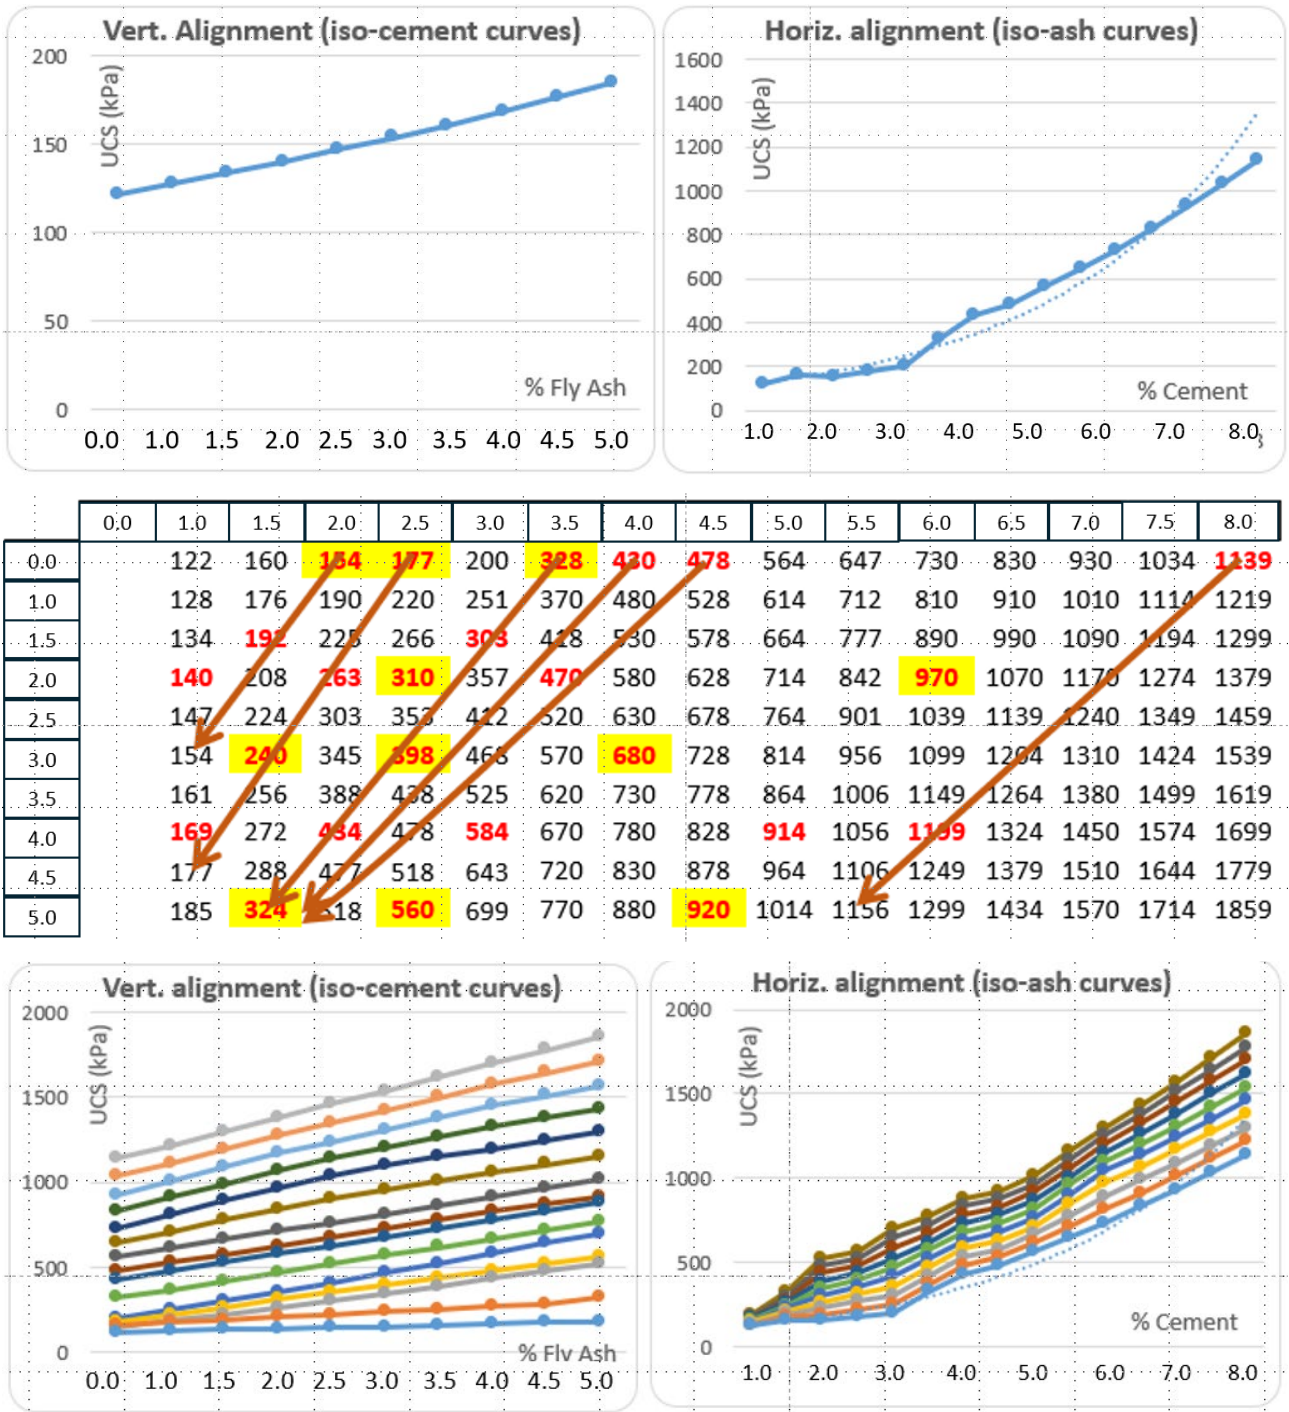 Vert. Alignment (iso-cement curves)
200
150
100
50
0
UCS (kPa)
% Fly Ash
0.0 1.0 1.5 2.0 2.5 3.0 3.5 4.0 4.5 5.0
Horiz. alignment (iso-ash curves)
1600
1400
1200
1000
800
600
400
200
0
UCS (kPa)
% Cement
1.0 2.0 3.0 4.0 5.0 6.0 7.0 8.0
0.0 1.0 1.5 2.0 2.5 3.0 3.5 4.0 4.5 5.0 5.5 6.0 6.5 7.0 7.5 8.0
0.0 122 160 154 177 200 328 430 478 564 647 730 830 930 1034 1139
1.0 128 176 190 220 251 370 480 528 614 712 810 910 1010 1114 1219
1.5 134 192 225 266 303 418 530 578 664 777 890 990 1090 1194 1299
2.0 140 208 263 310 357 470 580 628 714 842 970 1070 1170 1274 1379
2.5 147 224 303 353 412 520 630 678 764 901 1039 1139 1240 1349 1459
3.0 154 240 345 398 468 570 680 728 814 956 1099 1204 1310 1424 1539
3.5 161 256 388 438 525 620 730 778 864 1006 1149 1264 1380 1499 1619
4.0 169 272 434 478 584 670 780 828 914 1056 1199 1324 1450 1574 1699
4.5 177 288 477 518 643 720 830 878 964 1106 1249 1379 1510 1644 1779
5.0 185 324 518 560 699 770 880 920 1014 1156 1299 1434 1570 1714 1859
Vert. alignment (iso-cement curves)
2000
1500
1000
500
0
UCS (kPa)
% Fly Ash
0.0 1.0 1.5 2.0 2.5 3.0 3.5 4.0 4.5 5.0
Horiz. alignment (iso-ash curves)
2000
1500
1000
500
0
UCS (kPa)
% Cement
1.0 2.0 3.0 4.0 5.0 6.0 7.0 8.0